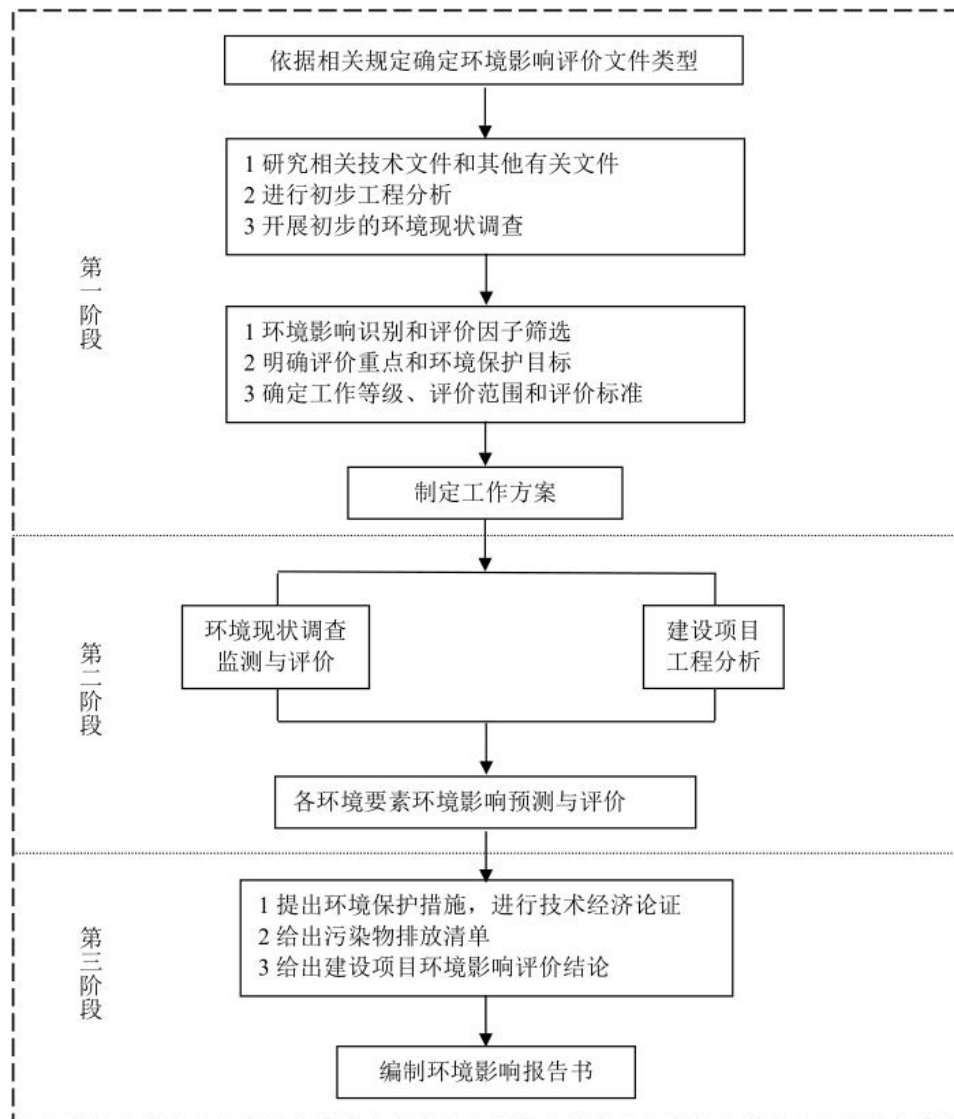 依据相关规定确定环境影响评价文件类型
1 研究相关技术文件和其他有关文件
2 进行初步工程分析
3 开展初步的环境现状调查
第一阶段
1 环境影响识别和评价因子筛选
2 明确评价重点和环境保护目标
3 确定工作等级、评价范围和评价标准
制定工作方案
第二阶段
环境现状调查
监测与评价
建设项目
工程分析
各环境要素环境影响预测与评价
第三阶段
1 提出环境保护措施，进行技术经济论证
2 给出污染物排放清单
3 给出建设项目环境影响评价结论
编制环境影响报告书